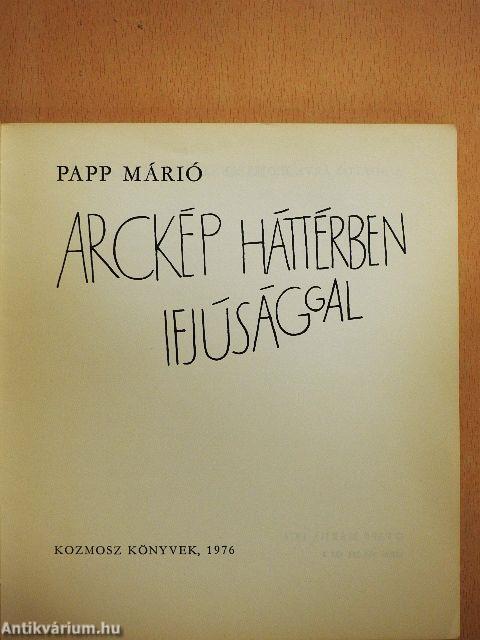 PAPP MÁRIÓ
ARCKÉP HÁTTÉRBEN
IFJÚSÁGGAL
KOZMOSZ KÖNYVEK, 1976
Antikvárium.hu